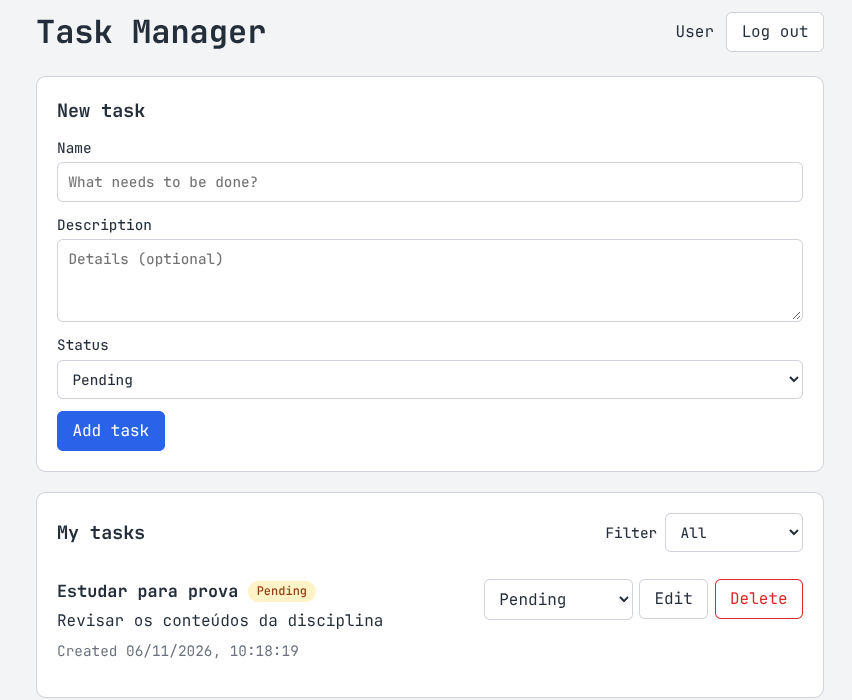 Task Manager
User
Log out
New task
Name
What needs to be done?
Description
Details (optional)
Status
Pending
Add task
My tasks
Filter
All
Estudar para prova
Pending
Pending
Edit
Delete
Revisar os conteúdos da disciplina
Created 06/11/2026, 10:18:19